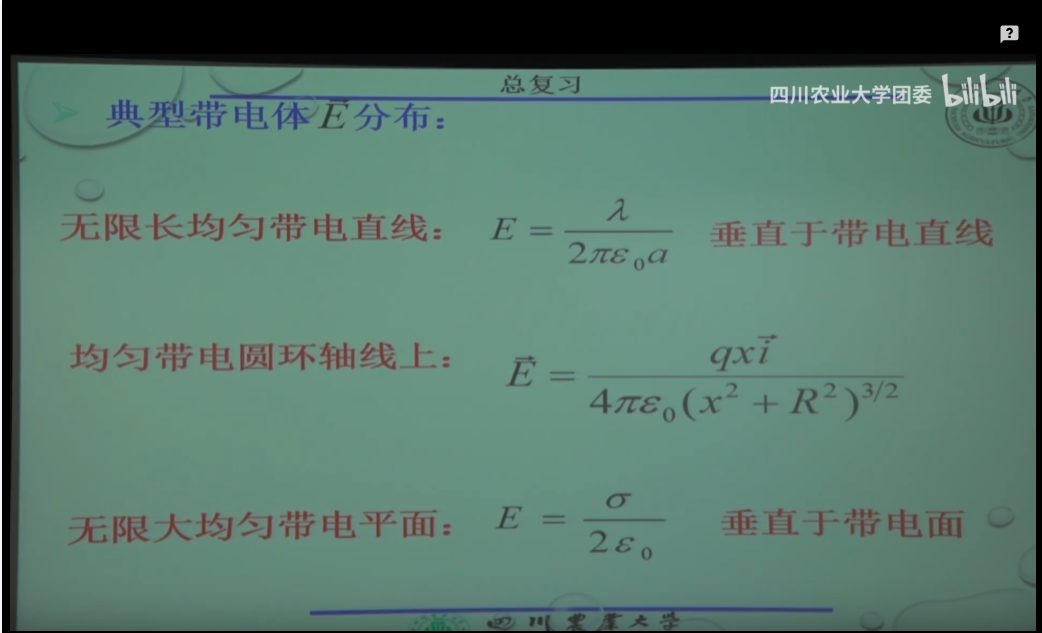 总复习
四川农业大学团委 bilibili
典型带电体 $\vec{E}$ 分布：
无限长均匀带电直线： $E = \frac{\lambda}{2\pi\varepsilon_0 a}$ 垂直于带电直线
均匀带电圆环轴线上： $\vec{E} = \frac{qx\vec{i}}{4\pi\varepsilon_0 (x^2 + R^2)^{3/2}}$
无限大均匀带电平面： $E = \frac{\sigma}{2\varepsilon_0}$ 垂直于带电面
四川农业大学